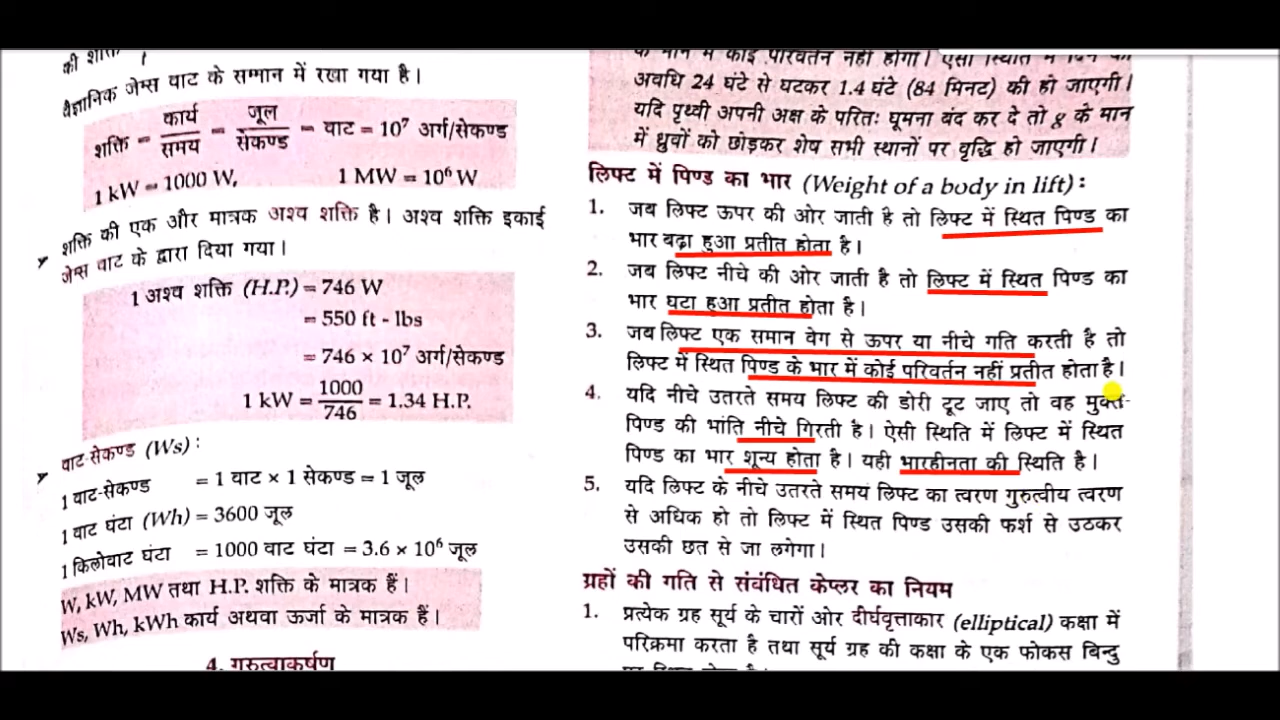 की शक्ति
वैज्ञानिक जेम्स वाट के सम्मान में रखा गया है।
शक्ति = कार्य/समय = जूल/सेकण्ड = वाट = 10⁷ अर्ग/सेकण्ड
1 kW = 1000 W, 1 MW = 10⁶ W
शक्ति की एक और मात्रक अश्व शक्ति है। अश्व शक्ति इकाई
जेम्स वाट के द्वारा दिया गया।
1 अश्व शक्ति (H.P.) = 746 W
= 550 ft - lbs
= 746 × 10⁷ अर्ग/सेकण्ड
1 kW = 1000/746 = 1.34 H.P.
वाट-सेकण्ड (Ws) :
1 वाट-सेकण्ड = 1 वाट × 1 सेकण्ड = 1 जूल
1 वाट घंटा (Wh) = 3600 जूल
1 किलोवाट घंटा = 1000 वाट घंटा = 3.6 × 10⁶ जूल
W, kW, MW तथा H.P. शक्ति के मात्रक हैं।
Ws, Wh, kWh कार्य अथवा ऊर्जा के मात्रक हैं।
4. गुरुत्वाकर्षण
के मान में कोई परिवर्तन नहीं होगा। ऐसी स्थिति में दिन की
अवधि 24 घंटे से घटकर 1.4 घंटे (84 मिनट) की हो जाएगी।
यदि पृथ्वी अपनी अक्ष के परितः घूमना बंद कर दे तो g के मान
में ध्रुवों को छोड़कर शेष सभी स्थानों पर वृद्धि हो जाएगी।
लिफ्ट में पिण्ड का भार (Weight of a body in lift) :
1. जब लिफ्ट ऊपर की ओर जाती है तो लिफ्ट में स्थित पिण्ड का
भार बढ़ा हुआ प्रतीत होता है।
2. जब लिफ्ट नीचे की ओर जाती है तो लिफ्ट में स्थित पिण्ड का
भार घटा हुआ प्रतीत होता है।
3. जब लिफ्ट एक समान वेग से ऊपर या नीचे गति करती है तो
लिफ्ट में स्थित पिण्ड के भार में कोई परिवर्तन नहीं प्रतीत होता है।
4. यदि नीचे उतरते समय लिफ्ट की डोरी टूट जाए तो वह मुक्त-
पिण्ड की भांति नीचे गिरती है। ऐसी स्थिति में लिफ्ट में स्थित
पिण्ड का भार शून्य होता है। यही भारहीनता की स्थिति है।
5. यदि लिफ्ट के नीचे उतरते समय लिफ्ट का त्वरण गुरुत्वीय त्वरण
से अधिक हो तो लिफ्ट में स्थित पिण्ड उसकी फर्श से उठकर
उसकी छत से जा लगेगा।
ग्रहों की गति से संबंधित केप्लर का नियम
1. प्रत्येक ग्रह सूर्य के चारों ओर दीर्घवृत्ताकार (elliptical) कक्षा में
परिक्रमा करता है तथा सूर्य ग्रह की कक्षा के एक फोकस बिन्दु